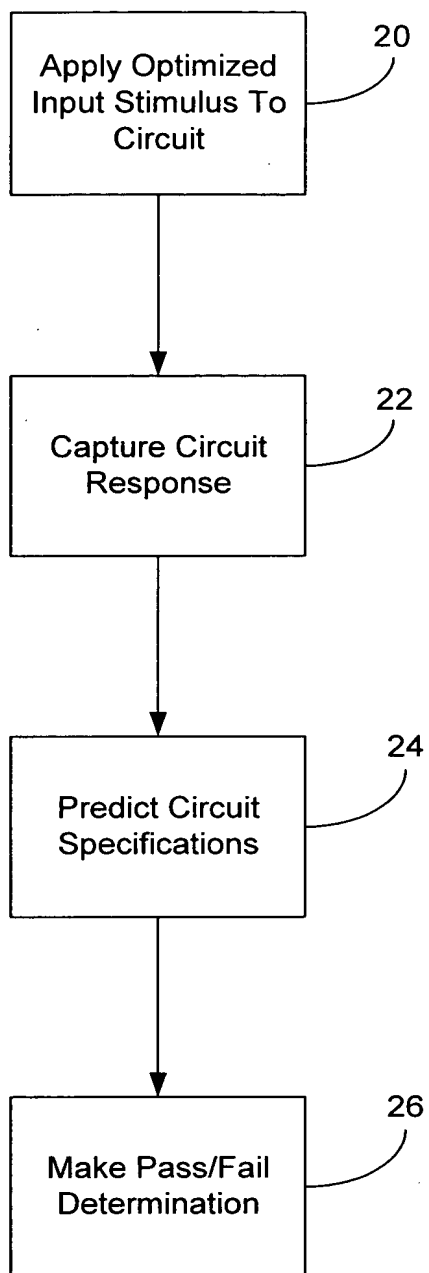 Apply Optimized
Input Stimulus To
Circuit
20
Capture Circuit
Response
22
Predict Circuit
Specifications
24
Make Pass/Fail
Determination
26